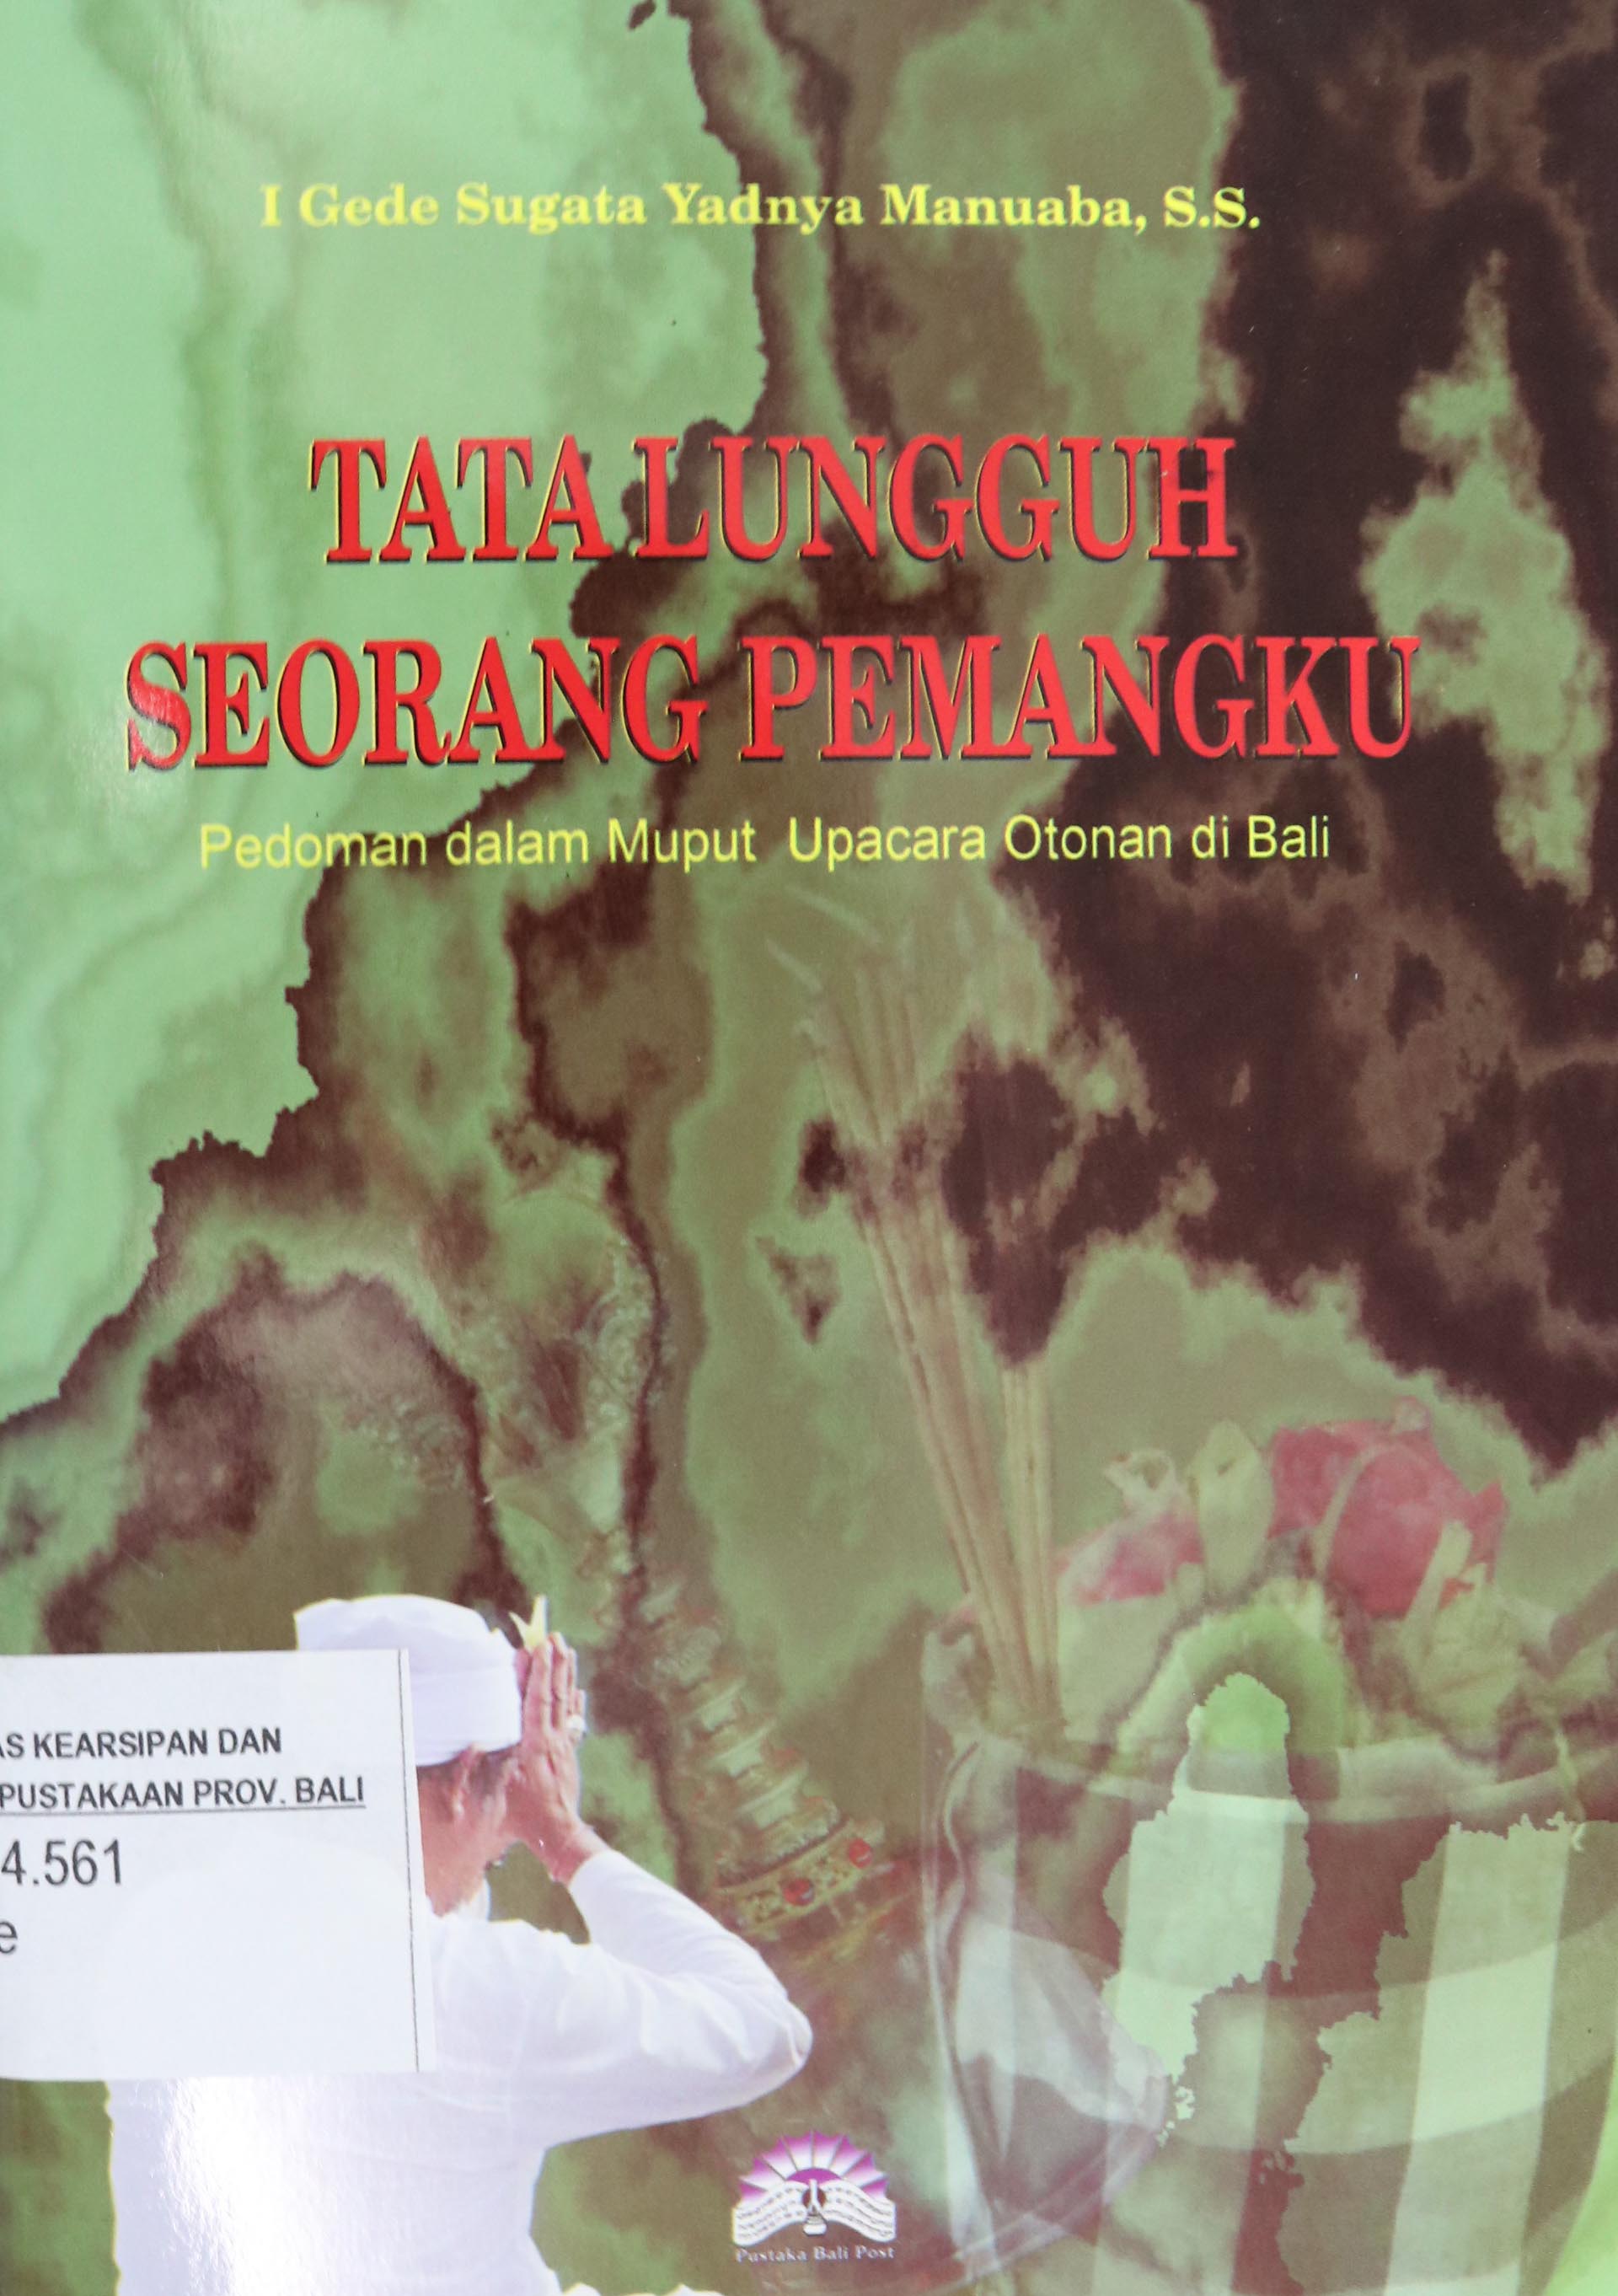 I Gede Sugata Yadnya Manuaba, S.S.
TATA LUNGGUH
SEORANG PEMANGKU
Pedoman dalam Muput Upacara Otonan di Bali
AS KEARSIPAN DAN
PUSTAKAAN PROV. BALI
4.561
e
Pustaka Bali Post